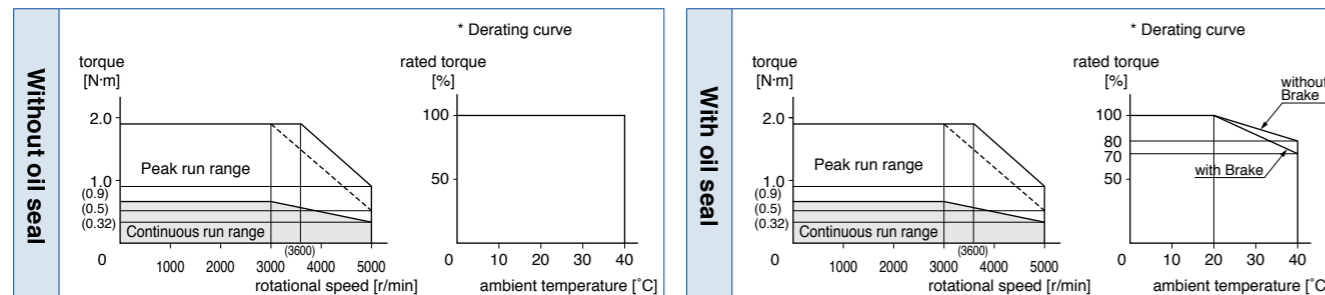 Without oil seal
* Derating curve
torque
[N·m]
rated torque
[%]
2.0
1.0
(0.9)
(0.5)
(0.32)
0
Peak run range
Continuous run range
(3600)
1000 2000 3000 4000 5000
rotational speed [r/min]
100
50
0 10 20 30 40
ambient temperature [˚C]
With oil seal
* Derating curve
torque
[N·m]
rated torque
[%]
2.0
1.0
(0.9)
(0.5)
(0.32)
0
Peak run range
Continuous run range
(3600)
1000 2000 3000 4000 5000
rotational speed [r/min]
100
80
70
50
without
Brake
with Brake
0 10 20 30 40
ambient temperature [˚C]